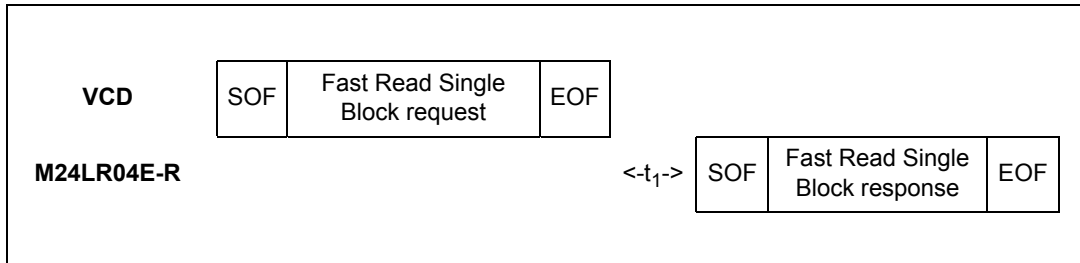 VCD SOF Fast Read Single Block request EOF
M24LR04E-R <-t1-> SOF Fast Read Single Block response EOF